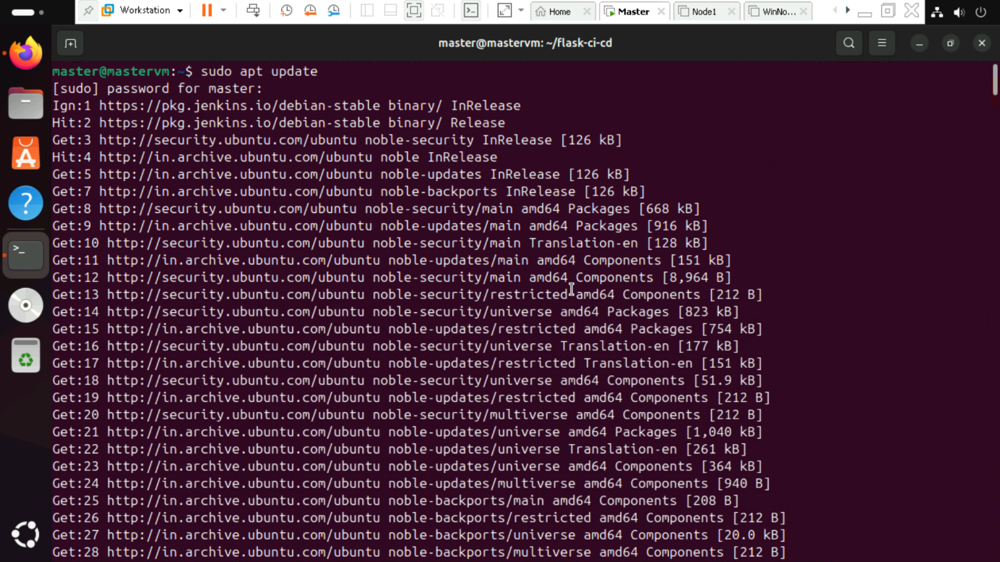 Workstation
Home
Master
Node1
WinNo...
master@mastervm: ~/flask-ci-cd
master@mastervm:~$ sudo apt update
[sudo] password for master:
Ign:1 https://pkg.jenkins.io/debian-stable binary/ InRelease
Hit:2 https://pkg.jenkins.io/debian-stable binary/ Release
Get:3 http://security.ubuntu.com/ubuntu noble-security InRelease [126 kB]
Hit:4 http://in.archive.ubuntu.com/ubuntu noble InRelease
Get:5 http://in.archive.ubuntu.com/ubuntu noble-updates InRelease [126 kB]
Get:7 http://in.archive.ubuntu.com/ubuntu noble-backports InRelease [126 kB]
Get:8 http://security.ubuntu.com/ubuntu noble-security/main amd64 Packages [668 kB]
Get:9 http://in.archive.ubuntu.com/ubuntu noble-updates/main amd64 Packages [916 kB]
Get:10 http://security.ubuntu.com/ubuntu noble-security/main Translation-en [128 kB]
Get:11 http://in.archive.ubuntu.com/ubuntu noble-updates/main amd64 Components [151 kB]
Get:12 http://security.ubuntu.com/ubuntu noble-security/main amd64 Components [8,964 B]
Get:13 http://security.ubuntu.com/ubuntu noble-security/restricted amd64 Components [212 B]
Get:14 http://security.ubuntu.com/ubuntu noble-security/universe amd64 Packages [823 kB]
Get:15 http://in.archive.ubuntu.com/ubuntu noble-updates/restricted amd64 Packages [754 kB]
Get:16 http://security.ubuntu.com/ubuntu noble-security/universe Translation-en [177 kB]
Get:17 http://in.archive.ubuntu.com/ubuntu noble-updates/restricted Translation-en [151 kB]
Get:18 http://security.ubuntu.com/ubuntu noble-security/universe amd64 Components [51.9 kB]
Get:19 http://in.archive.ubuntu.com/ubuntu noble-updates/restricted amd64 Components [212 B]
Get:20 http://security.ubuntu.com/ubuntu noble-security/multiverse amd64 Components [212 B]
Get:21 http://in.archive.ubuntu.com/ubuntu noble-updates/universe amd64 Packages [1,040 kB]
Get:22 http://in.archive.ubuntu.com/ubuntu noble-updates/universe Translation-en [261 kB]
Get:23 http://in.archive.ubuntu.com/ubuntu noble-updates/universe amd64 Components [364 kB]
Get:24 http://in.archive.ubuntu.com/ubuntu noble-updates/multiverse amd64 Components [940 B]
Get:25 http://in.archive.ubuntu.com/ubuntu noble-backports/main amd64 Components [208 B]
Get:26 http://in.archive.ubuntu.com/ubuntu noble-backports/restricted amd64 Components [212 B]
Get:27 http://in.archive.ubuntu.com/ubuntu noble-backports/universe amd64 Components [20.0 kB]
Get:28 http://in.archive.ubuntu.com/ubuntu noble-backports/multiverse amd64 Components [212 B]